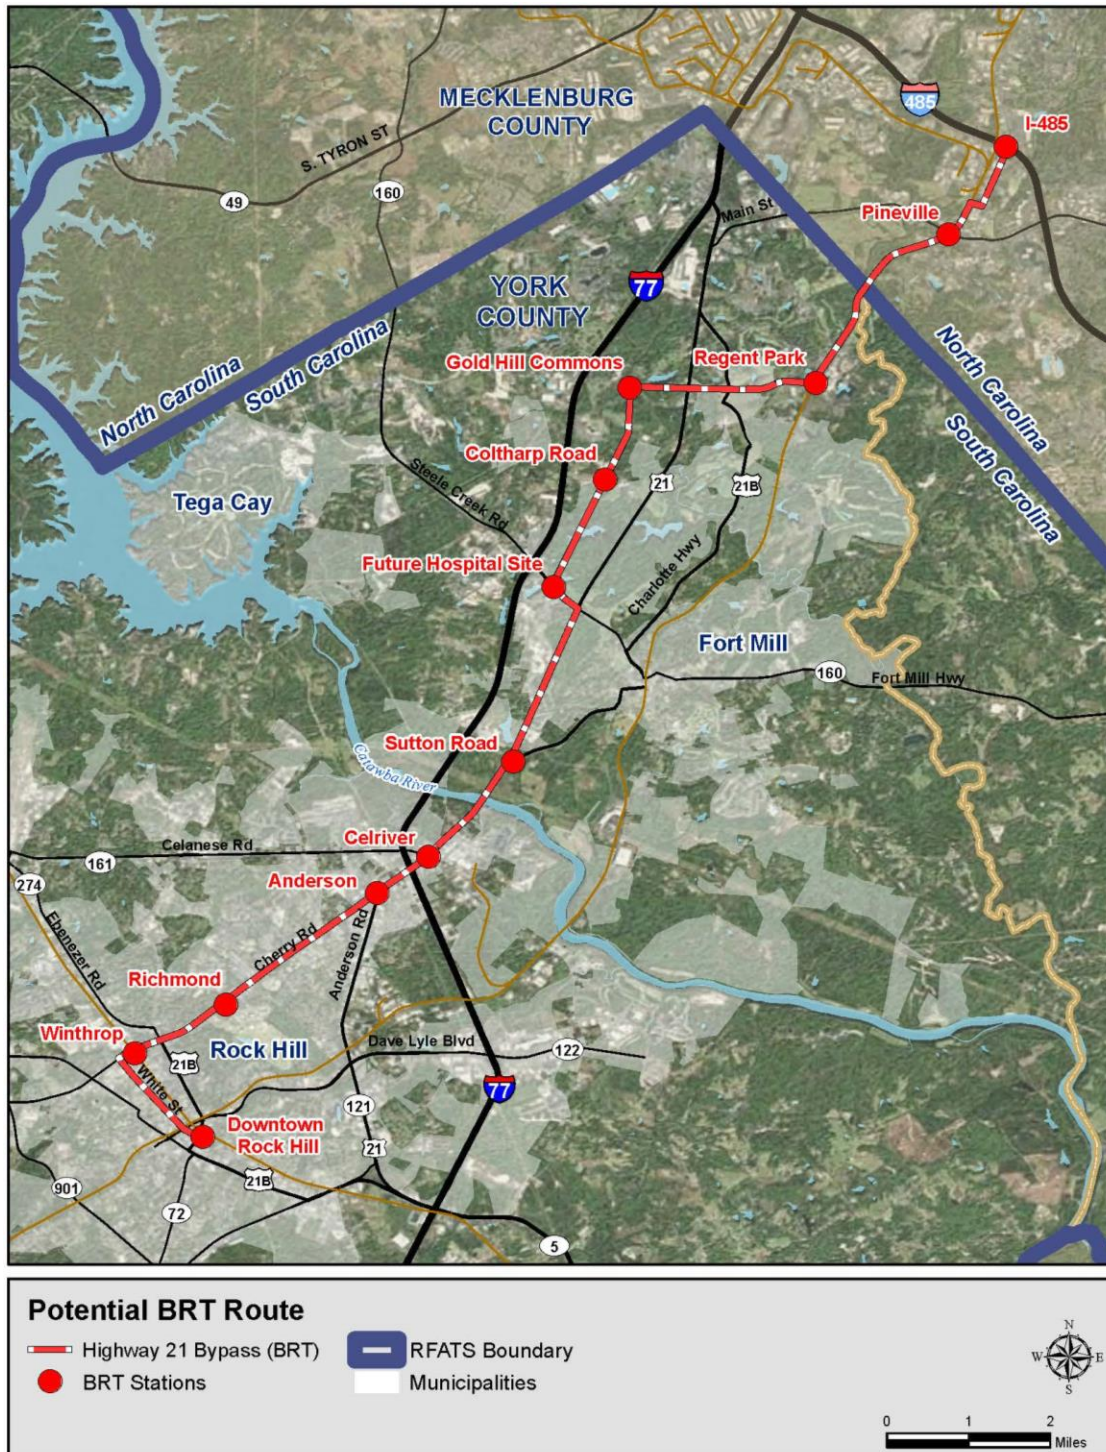 MECKLENBURG
COUNTY
485
I-485
S. TYRON ST
160
49
Main St
Pineville
77
YORK
COUNTY
Gold Hill Commons
Regent Park
North Carolina
South Carolina
North Carolina
South Carolina
Coltharp Road
Steele Creek Rd
21
21B
Tega Cay
Future Hospital Site
Charlotte Hwy
Fort Mill
160
Fort Mill Hwy
Sutton Road
Catawba River
Celriver
Celanese Rd
161
Anderson
274
Ebenezer Rd
Cherry Rd
Anderson Rd
Richmond
Winthrop
Rock Hill
Dave Lyle Blvd
122
21B
White St
77
121
Downtown
Rock Hill
21
21B
901
72
5
Potential BRT Route
Highway 21 Bypass (BRT)
RFATS Boundary
BRT Stations
Municipalities
N
W E
S
0 1 2
Miles